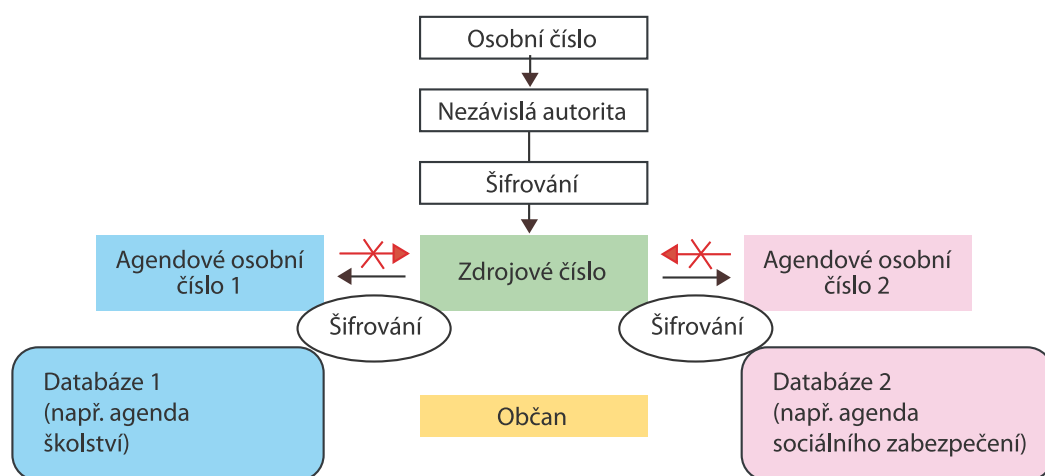 Osobní číslo
Nezávislá autorita
Šifrování
Agendové osobní
číslo 1
Zdrojové číslo
Agendové osobní
číslo 2
Šifrování
Šifrování
Databáze 1
(např. agenda
školství)
Občan
Databáze 2
(např. agenda
sociálního zabezpečení)